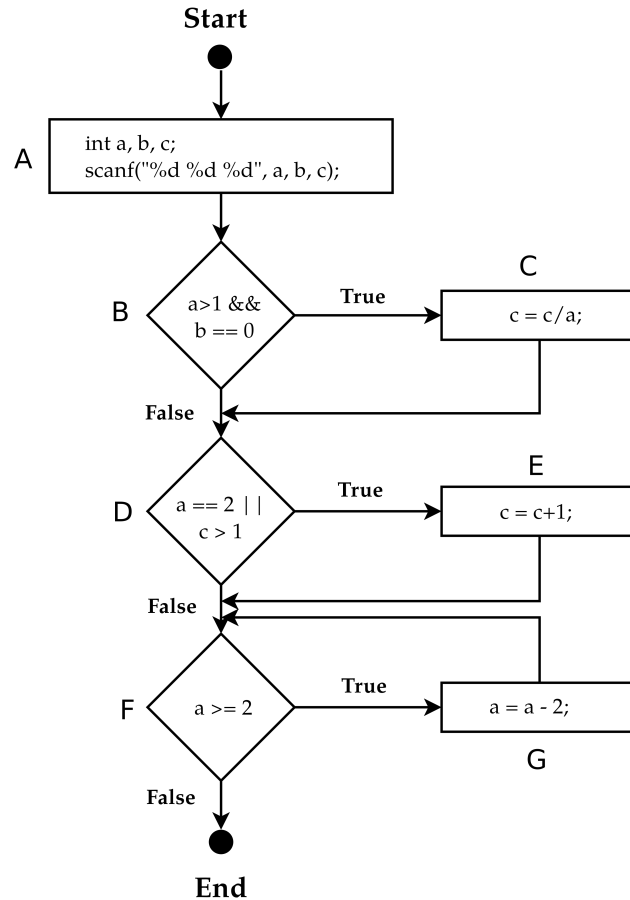 Start
A
int a, b, c;
scanf("%d %d %d", a, b, c);
B
a>1 &&
b == 0
True
C
c = c/a;
False
D
a == 2 ||
c > 1
True
E
c = c+1;
False
F
a >= 2
True
a = a - 2;
G
False
End